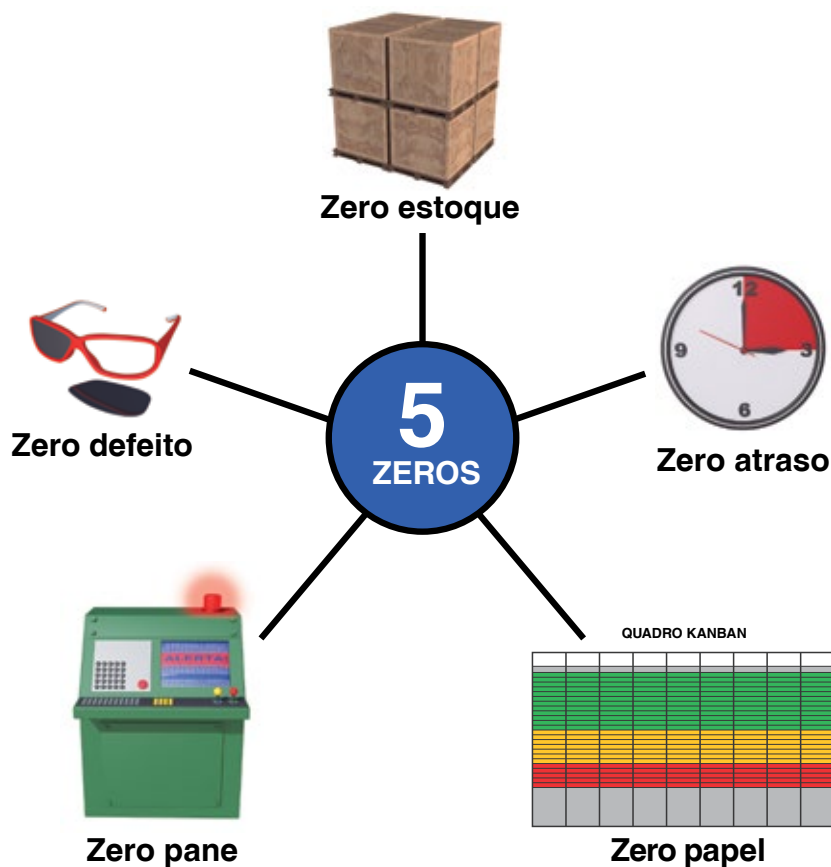 Zero estoque
12
3
6
9
Zero defeito
5
ZEROS
Zero atraso
ALERTA
QUADRO KANBAN
Zero pane
Zero papel